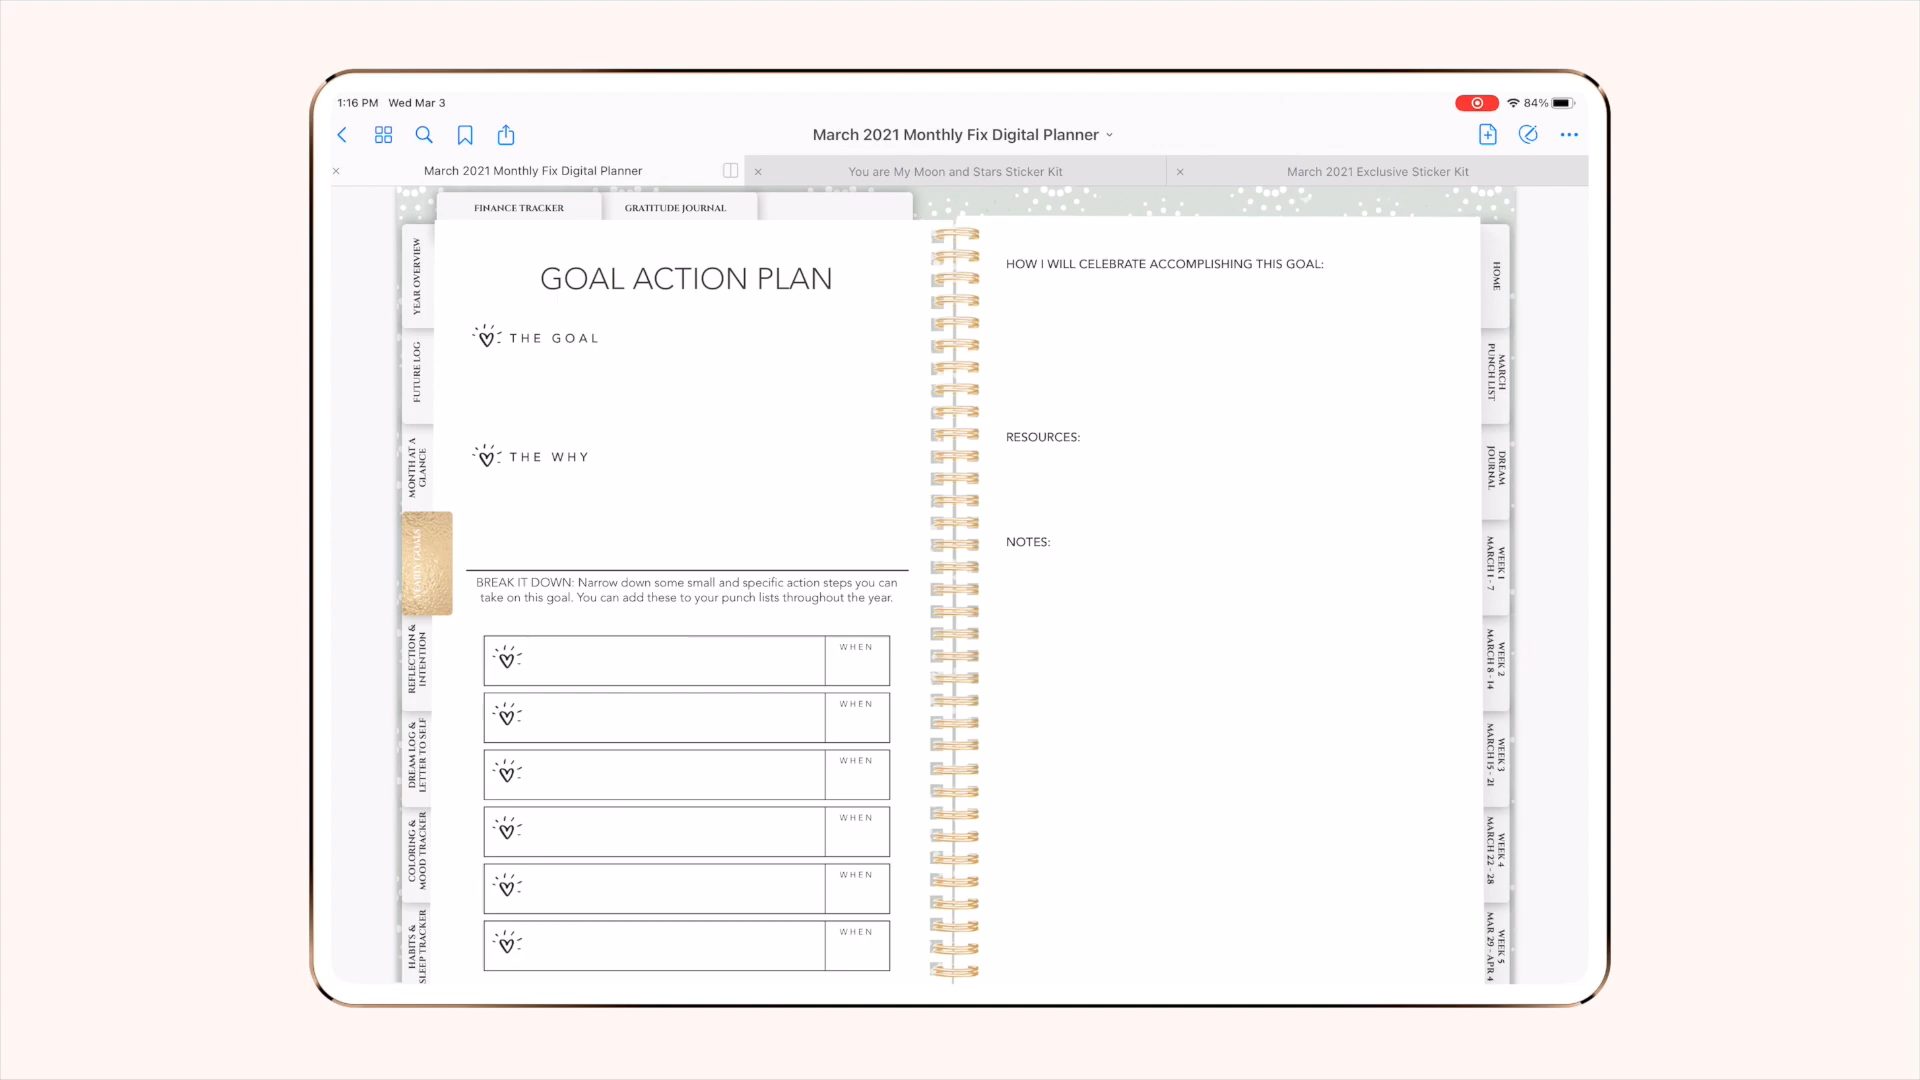 1:16 PM Wed Mar 3
84%
March 2021 Monthly Fix Digital Planner
March 2021 Monthly Fix Digital Planner
You are My Moon and Stars Sticker Kit
March 2021 Exclusive Sticker Kit
FINANCE TRACKER
GRATITUDE JOURNAL
YEAR OVERVIEW
FUTURE LOG
MONTH AT A
GLANCE
YEARLY GOALS
REFLECTION &
INTENTION
DREAM LOG &
LETTER TO SELF
COLORING &
MOOD TRACKER
HABITS &
SLEEP TRACKER
GOAL ACTION PLAN
THE GOAL
THE WHY
BREAK IT DOWN: Narrow down some small and specific action steps you can
take on this goal. You can add these to your punch lists throughout the year.
WHEN
WHEN
WHEN
WHEN
WHEN
WHEN
HOW I WILL CELEBRATE ACCOMPLISHING THIS GOAL:
RESOURCES:
NOTES:
HOME
MARCH
PUNCH LIST
DREAM
JOURNAL
WEEK 1
MARCH 1 - 7
WEEK 2
MARCH 8 - 14
WEEK 3
MARCH 15 - 21
WEEK 4
MARCH 22 - 28
WEEK 5
MAR 29 - APR 4